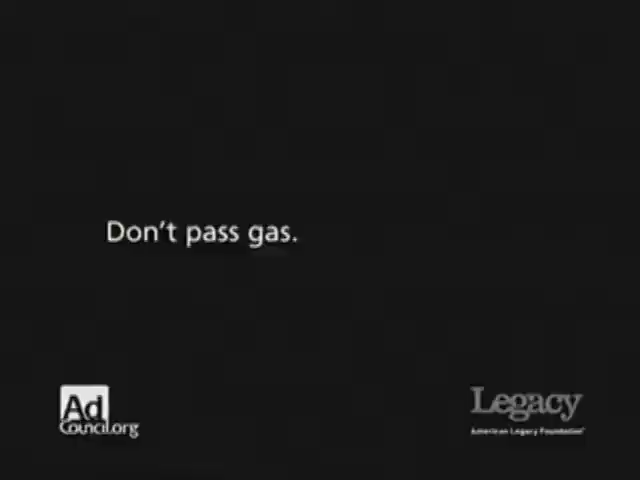 Don't pass gas.
Ad
Council.org
Legacy
American Legacy Foundation